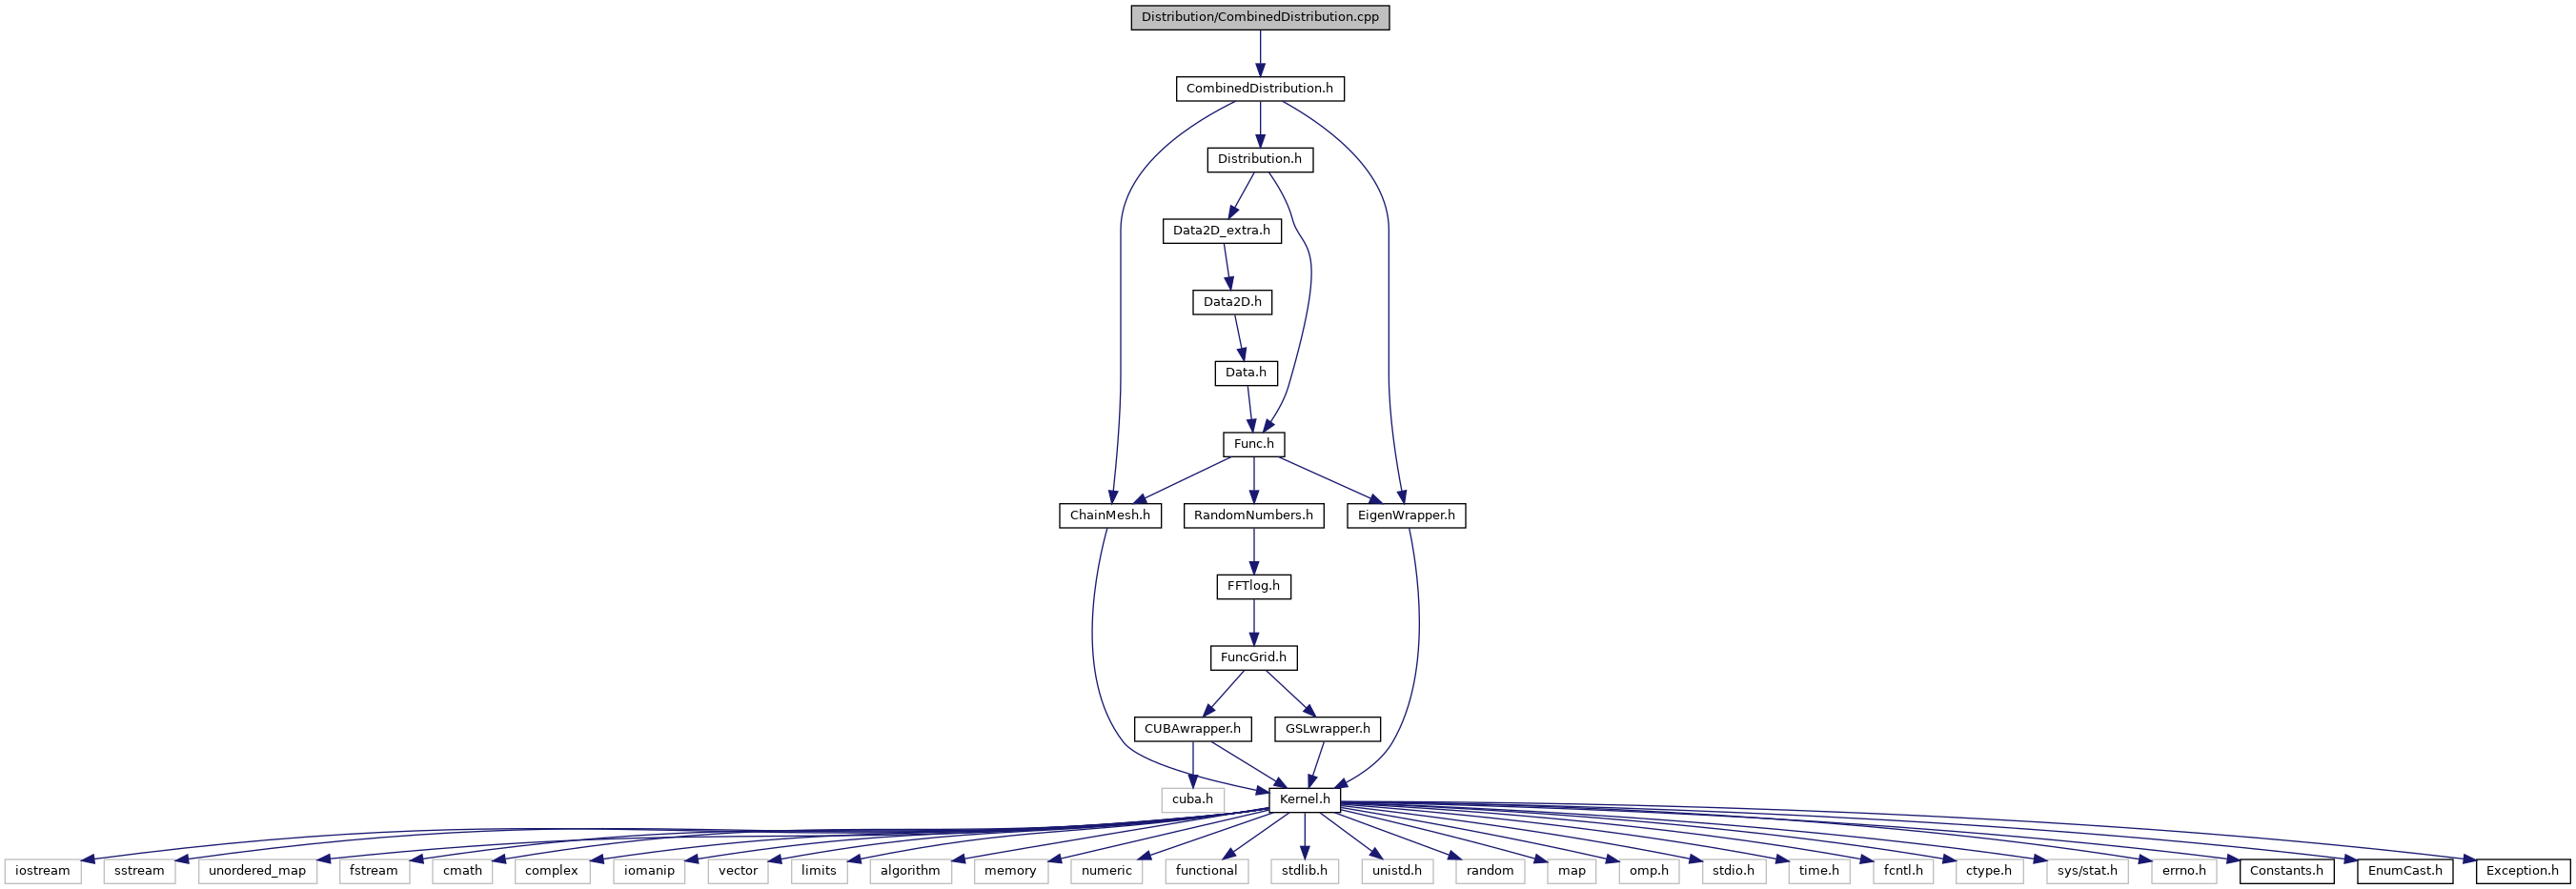 Distribution/CombinedDistribution.cpp
CombinedDistribution.h
Distribution.h
Data2D_extra.h
Data2D.h
Data.h
Func.h
ChainMesh.h
RandomNumbers.h
EigenWrapper.h
FFTlog.h
FuncGrid.h
CUBAwrapper.h
GSLwrapper.h
cuba.h
Kernel.h
iostream
sstream
unordered_map
fstream
cmath
complex
iomanip
vector
limits
algorithm
memory
numeric
functional
stdlib.h
unistd.h
random
map
omp.h
stdio.h
time.h
fcntl.h
ctype.h
sys/stat.h
errno.h
Constants.h
EnumCast.h
Exception.h